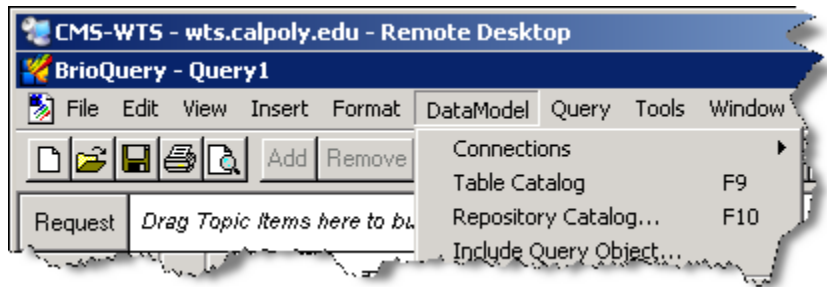 CMS-WTS - wts.calpoly.edu - Remote Desktop
BrioQuery - Query1
File Edit View Insert Format DataModel Query Tools Window
Add Remove
Connections
Table Catalog F9
Request Drag Topic Items here to bu
Repository Catalog... F10
Include Query Object...